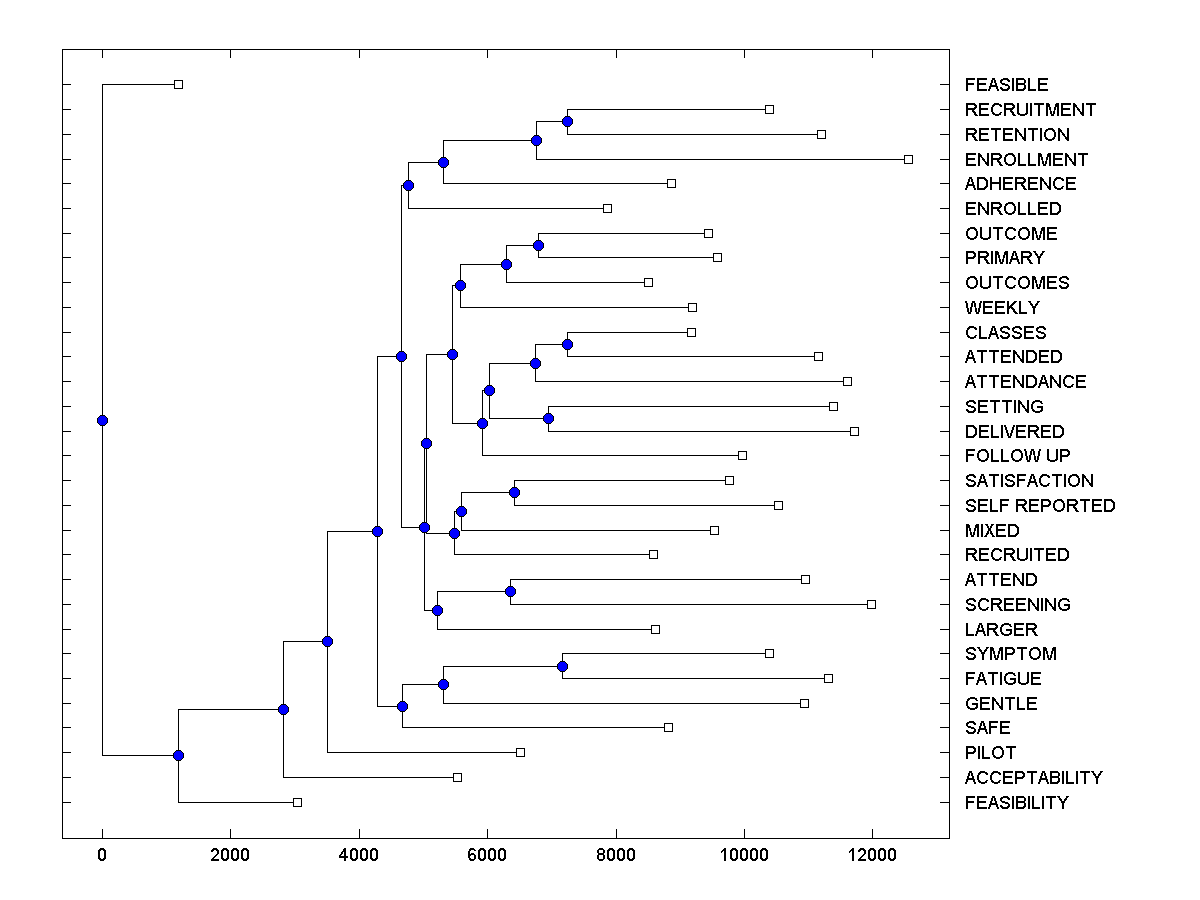 FEASIBLE
RECRUITMENT
RETENTION
ENROLLMENT
ADHERENCE
ENROLLED
OUTCOME
PRIMARY
OUTCOMES
WEEKLY
CLASSES
ATTENDED
ATTENDANCE
SETTING
DELIVERED
FOLLOW UP
SATISFACTION
SELF REPORTED
MIXED
RECRUITED
ATTEND
SCREENING
LARGER
SYMPTOM
FATIGUE
GENTLE
SAFE
PILOT
ACCEPTABILITY
FEASIBILITY
0 2000 4000 6000 8000 10000 12000